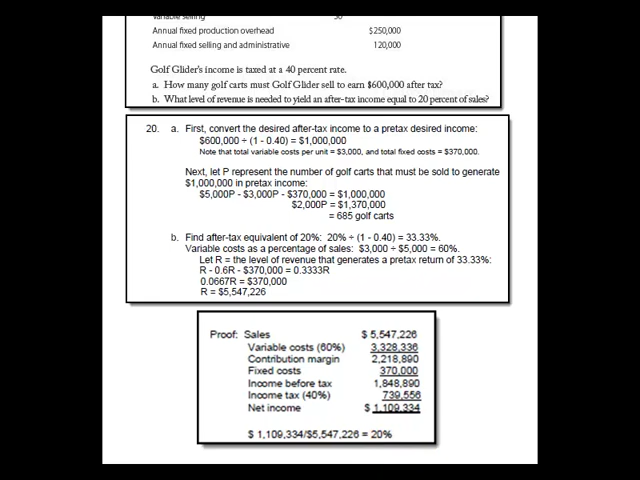 Variable selling 50
Annual fixed production overhead $250,000
Annual fixed selling and administrative 120,000
Golf Glider's income is taxed at a 40 percent rate.
a. How many golf carts must Golf Glider sell to earn $600,000 after tax?
b. What level of revenue is needed to yield an after-tax income equal to 20 percent of sales?
20. a. First, convert the desired after-tax income to a pretax desired income:
$600,000 ÷ (1 - 0.40) = $1,000,000
Note that total variable costs per unit = $3,000, and total fixed costs = $370,000.
Next, let P represent the number of golf carts that must be sold to generate
$1,000,000 in pretax income:
$5,000P - $3,000P - $370,000 = $1,000,000
$2,000P = $1,370,000
= 685 golf carts
b. Find after-tax equivalent of 20%: 20% ÷ (1 - 0.40) = 33.33%.
Variable costs as a percentage of sales: $3,000 ÷ $5,000 = 60%.
Let R = the level of revenue that generates a pretax return of 33.33%:
R - 0.6R - $370,000 = 0.3333R
0.0667R = $370,000
R = $5,547,226
Proof: Sales $ 5,547,226
Variable costs (60%) 3,328,336
Contribution margin 2,218,890
Fixed costs 370,000
Income before tax 1,848,890
Income tax (40%) 739,556
Net income $ 1,109,334
$ 1,109,334/$5,547,226 = 20%